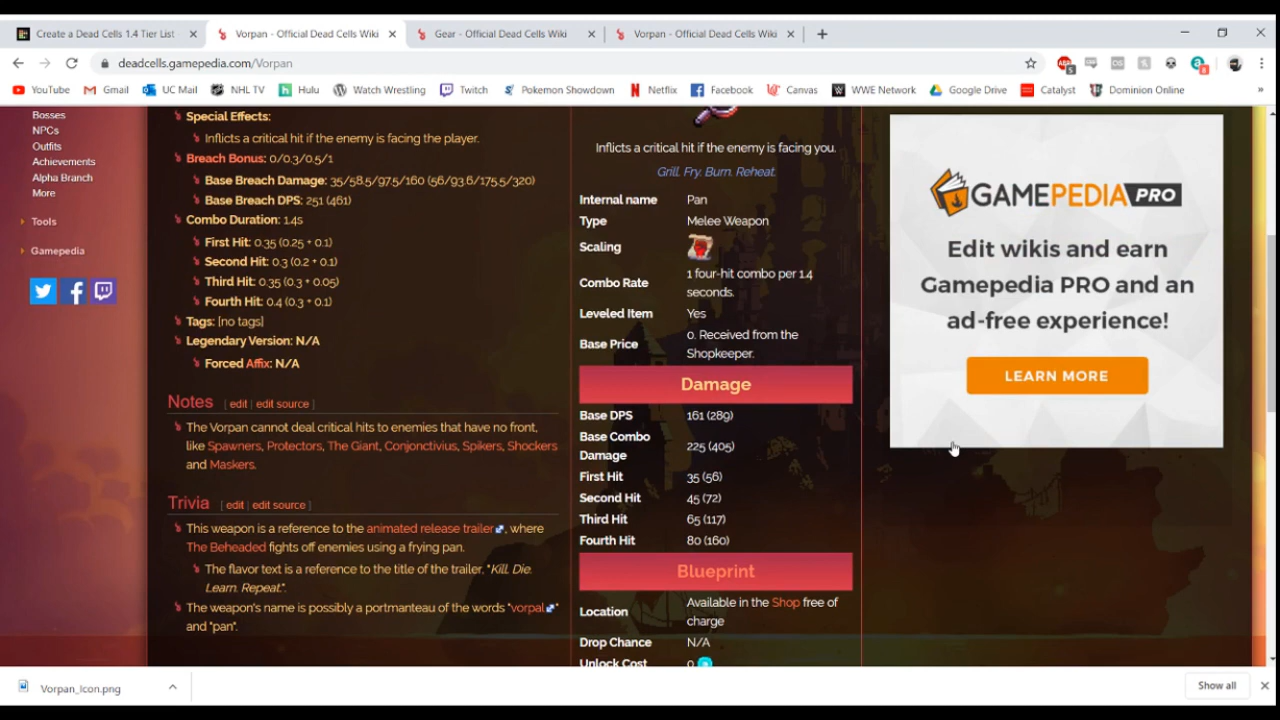 Create a Dead Cells 1.4 Tier List
Vorpan - Official Dead Cells Wiki
Gear - Official Dead Cells Wiki
Vorpan - Official Dead Cells Wiki
deadcells.gamepedia.com/Vorpan
YouTube
Gmail
UC Mail
NHL TV
Hulu
Watch Wrestling
Twitch
Pokemon Showdown
Netflix
Facebook
Canvas
WWE Network
Google Drive
Catalyst
Dominion Online
»
Bosses
NPCs
Outfits
Achievements
Alpha Branch
More
Tools
Gamepedia
Special Effects:
Inflicts a critical hit if the enemy is facing the player.
Breach Bonus: 0/0.3/0.5/1
Base Breach Damage: 35/58.5/97.5/160 (56/93.6/175.5/320)
Base Breach DPS: 251 (461)
Combo Duration: 1.4s
First Hit: 0.35 (0.25 + 0.1)
Second Hit: 0.3 (0.2 + 0.1)
Third Hit: 0.35 (0.3 + 0.05)
Fourth Hit: 0.4 (0.3 + 0.1)
Tags: [no tags]
Legendary Version: N/A
Forced Affix: N/A
Notes [ edit | edit source ]
The Vorpan cannot deal critical hits to enemies that have no front,
like Spawners, Protectors, The Giant, Conjonctivius, Spikers, Shockers
and Maskers.
Trivia [ edit | edit source ]
This weapon is a reference to the animated release trailer, where
The Beheaded fights off enemies using a frying pan.
The flavor text is a reference to the title of the trailer, "Kill. Die.
Learn. Repeat.".
The weapon's name is possibly a portmanteau of the words "vorpal"
and "pan".
Inflicts a critical hit if the enemy is facing you.
Grill. Fry. Burn. Reheat.
Internal name Pan
Type Melee Weapon
Scaling
Combo Rate 1 four-hit combo per 1.4
seconds.
Leveled Item Yes
Base Price 0. Received from the
Shopkeeper.
Damage
Base DPS 161 (289)
Base Combo
Damage 225 (405)
First Hit 35 (56)
Second Hit 45 (72)
Third Hit 65 (117)
Fourth Hit 80 (160)
Blueprint
Location Available in the Shop free of
charge
Drop Chance N/A
Unlock Cost 0
GAMEPEDIA PRO
Edit wikis and earn
Gamepedia PRO and an
ad-free experience!
LEARN MORE
Vorpan_Icon.png
Show all